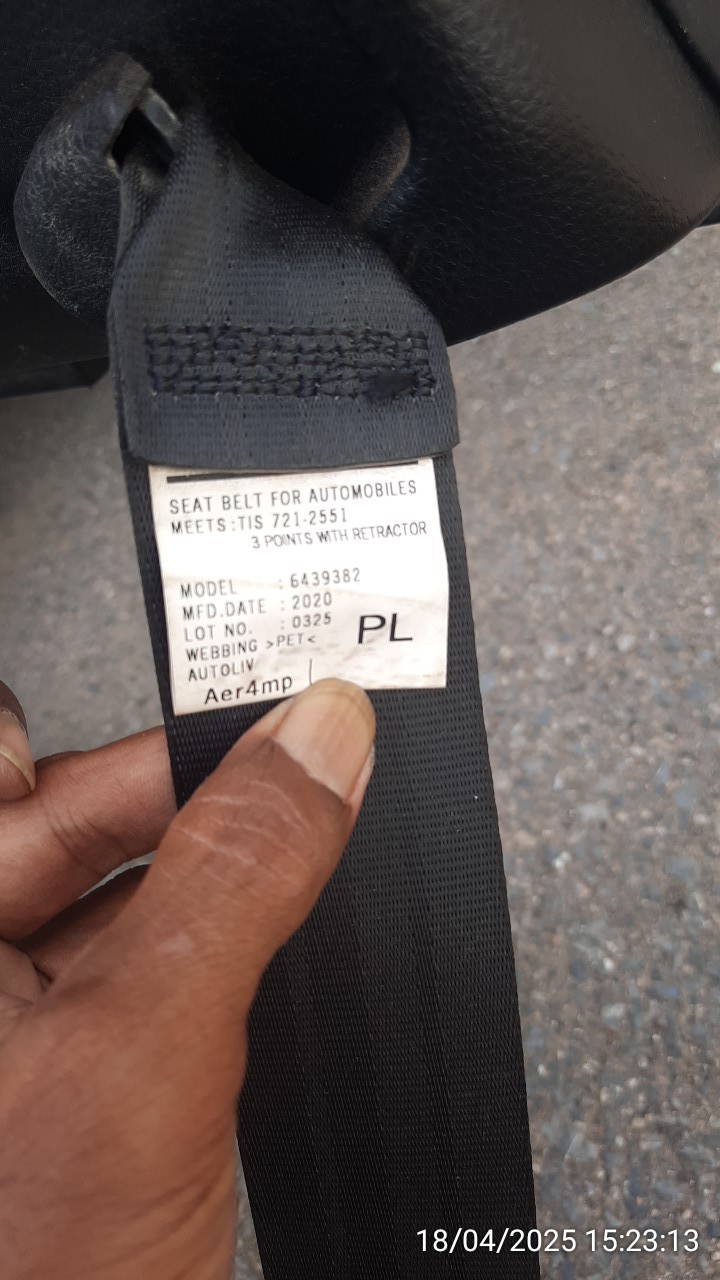 SEAT BELT FOR AUTOMOBILES
MEETS:TIS 721-2551
3 POINTS WITH RETRACTOR
MODEL : 6439382
MFD.DATE : 2020
LOT NO. : 0325
WEBBING >PET<
PL
AUTOLIV
Aer4mp
18/04/2025 15:23:13